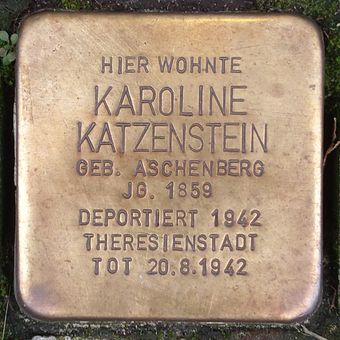 HIER WOHNTE
KAROLINE
KATZENSTEIN
GEB. ASCHENBERG
JG. 1859
DEPORTIERT 1942
THERESIENSTADT
TOT 20.8.1942